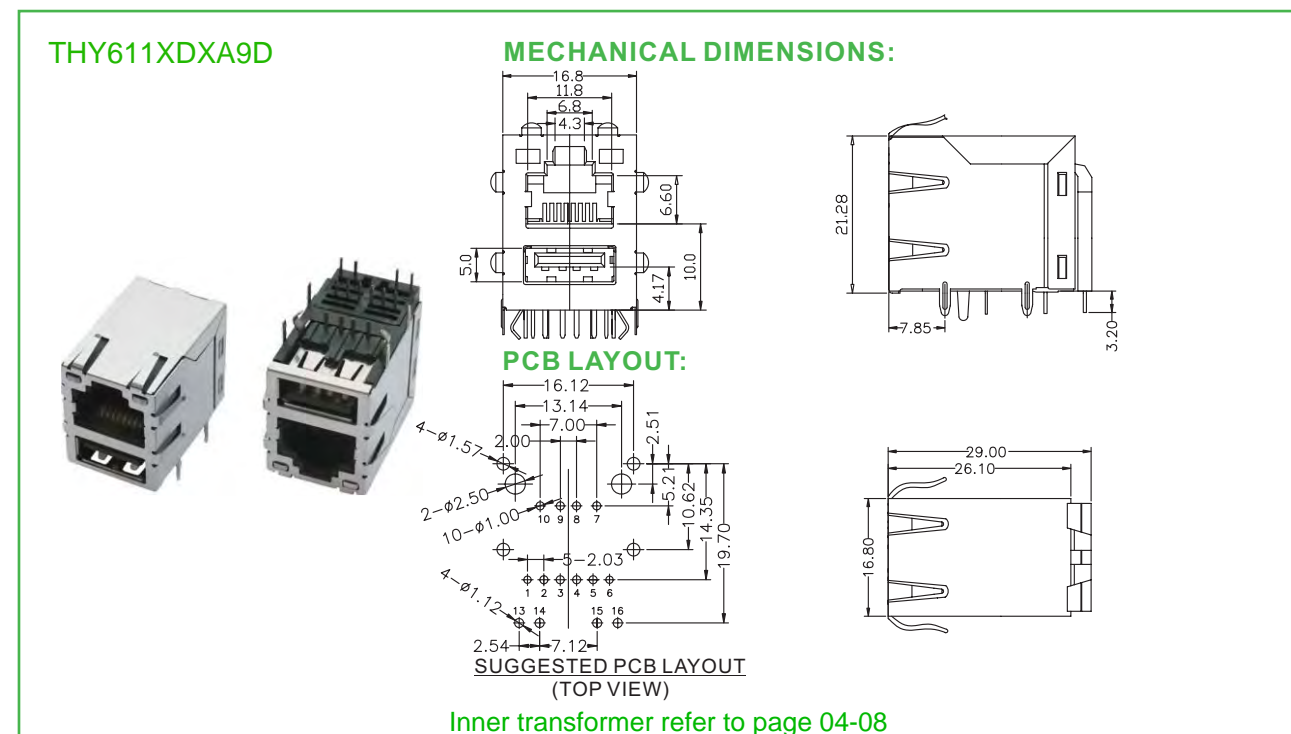 THY611XDXA9D
MECHANICAL DIMENSIONS:
16.8
11.8
6.8
4.3
6.60
5.0
10.0
4.17
21.28
7.85
3.20
PCB LAYOUT:
16.12
13.14
7.00
2.00
2.51
4-ø1.57
5.21
10.62
14.35
19.70
2-ø2.50
10-ø1.00
10 9 8 7
5-2.03
1 2 3 4 5 6
4-ø1.12
13 14 15 16
2.54
7.12
SUGGESTED PCB LAYOUT
(TOP VIEW)
29.00
26.10
16.80
Inner transformer refer to page 04-08